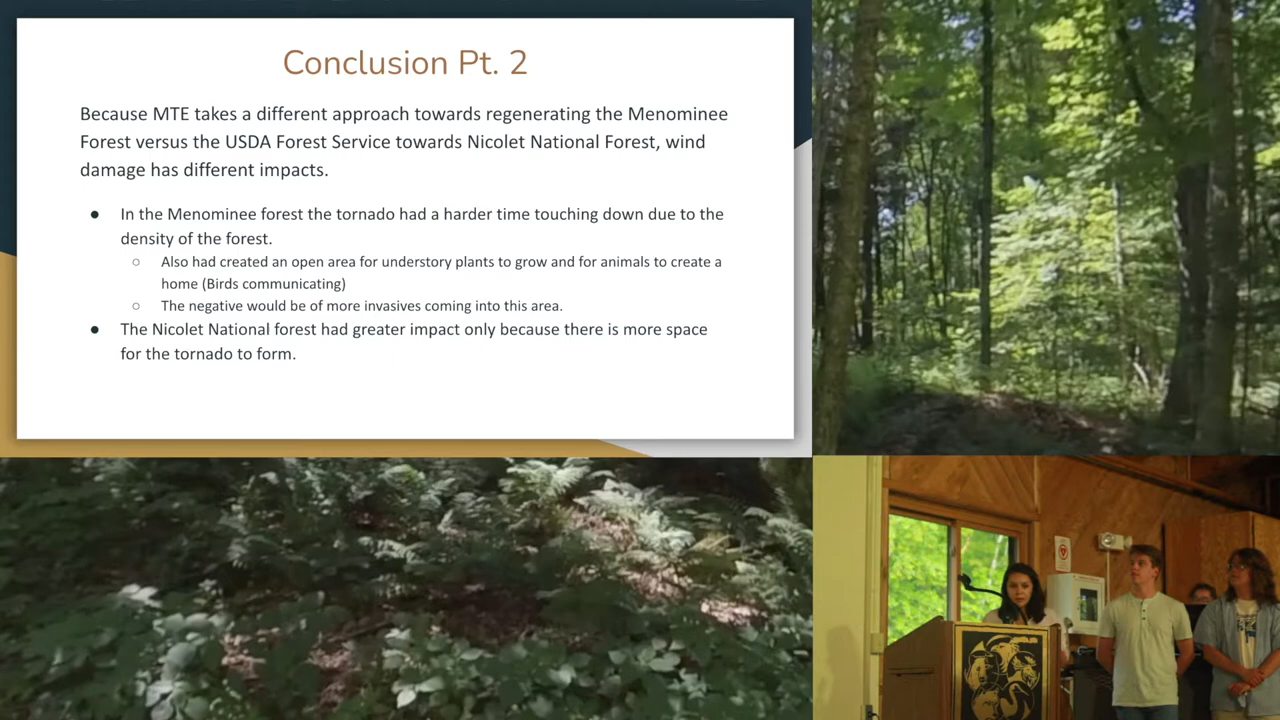 Conclusion Pt. 2
Because MTE takes a different approach towards regenerating the Menominee
Forest versus the USDA Forest Service towards Nicolet National Forest, wind
damage has different impacts.
● In the Menominee forest the tornado had a harder time touching down due to the
density of the forest.
○ Also had created an open area for understory plants to grow and for animals to create a
home (Birds communicating)
○ The negative would be of more invasives coming into this area.
● The Nicolet National forest had greater impact only because there is more space
for the tornado to form.